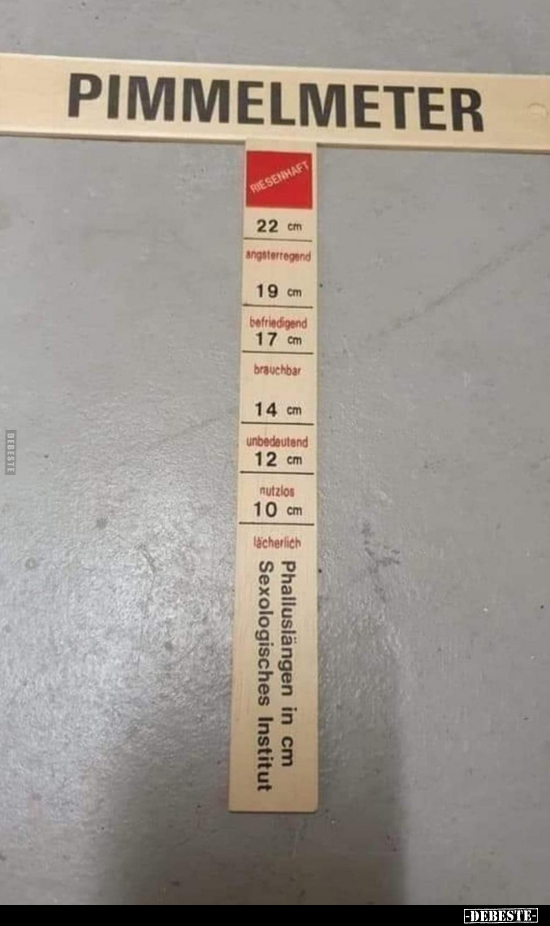 PIMMELMETER
RIESENHAFT
22 cm
angsterregend
19 cm
befriedigend
17 cm
brauchbar
14 cm
unbedeutend
12 cm
nutzlos
10 cm
lächerlich
Phalluslängen in cm
Sexologisches Institut
DEBESTE
-DEBESTE-